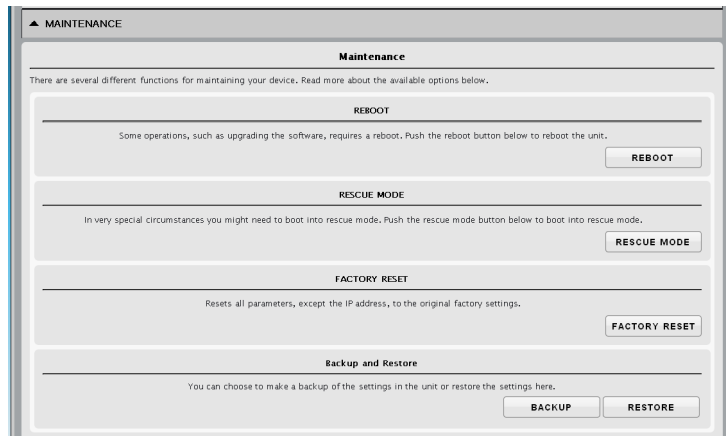 MAINTENANCE
Maintenance
There are several different functions for maintaining your device. Read more about the available options below.
REBOOT
Some operations, such as upgrading the software, requires a reboot. Push the reboot button below to reboot the unit.
REBOOT
RESCUE MODE
In very special circumstances you might need to boot into rescue mode. Push the rescue mode button below to boot into rescue mode.
RESCUE MODE
FACTORY RESET
Resets all parameters, except the IP address, to the original factory settings.
FACTORY RESET
Backup and Restore
You can choose to make a backup of the settings in the unit or restore the settings here.
BACKUP RESTORE